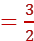 = 3/2